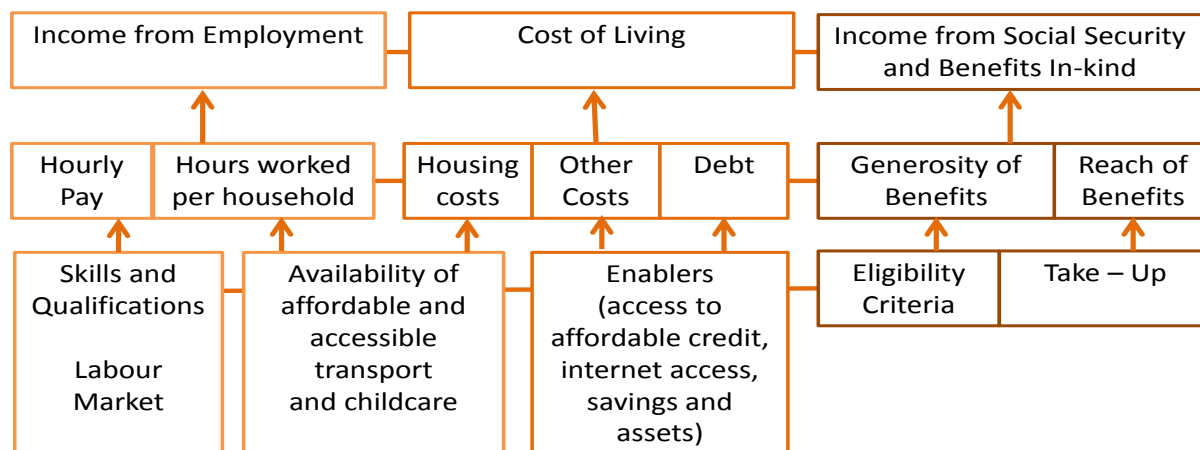 Income from Employment
Cost of Living
Income from Social Security
and Benefits In-kind
Hourly
Pay
Hours worked
per household
Housing
costs
Other
Costs
Debt
Generosity of
Benefits
Reach of
Benefits
Skills and
Qualifications
Labour
Market
Availability of
affordable and
accessible
transport
and childcare
Enablers
(access to
affordable credit,
internet access,
savings and
assets)
Eligibility
Criteria
Take – Up